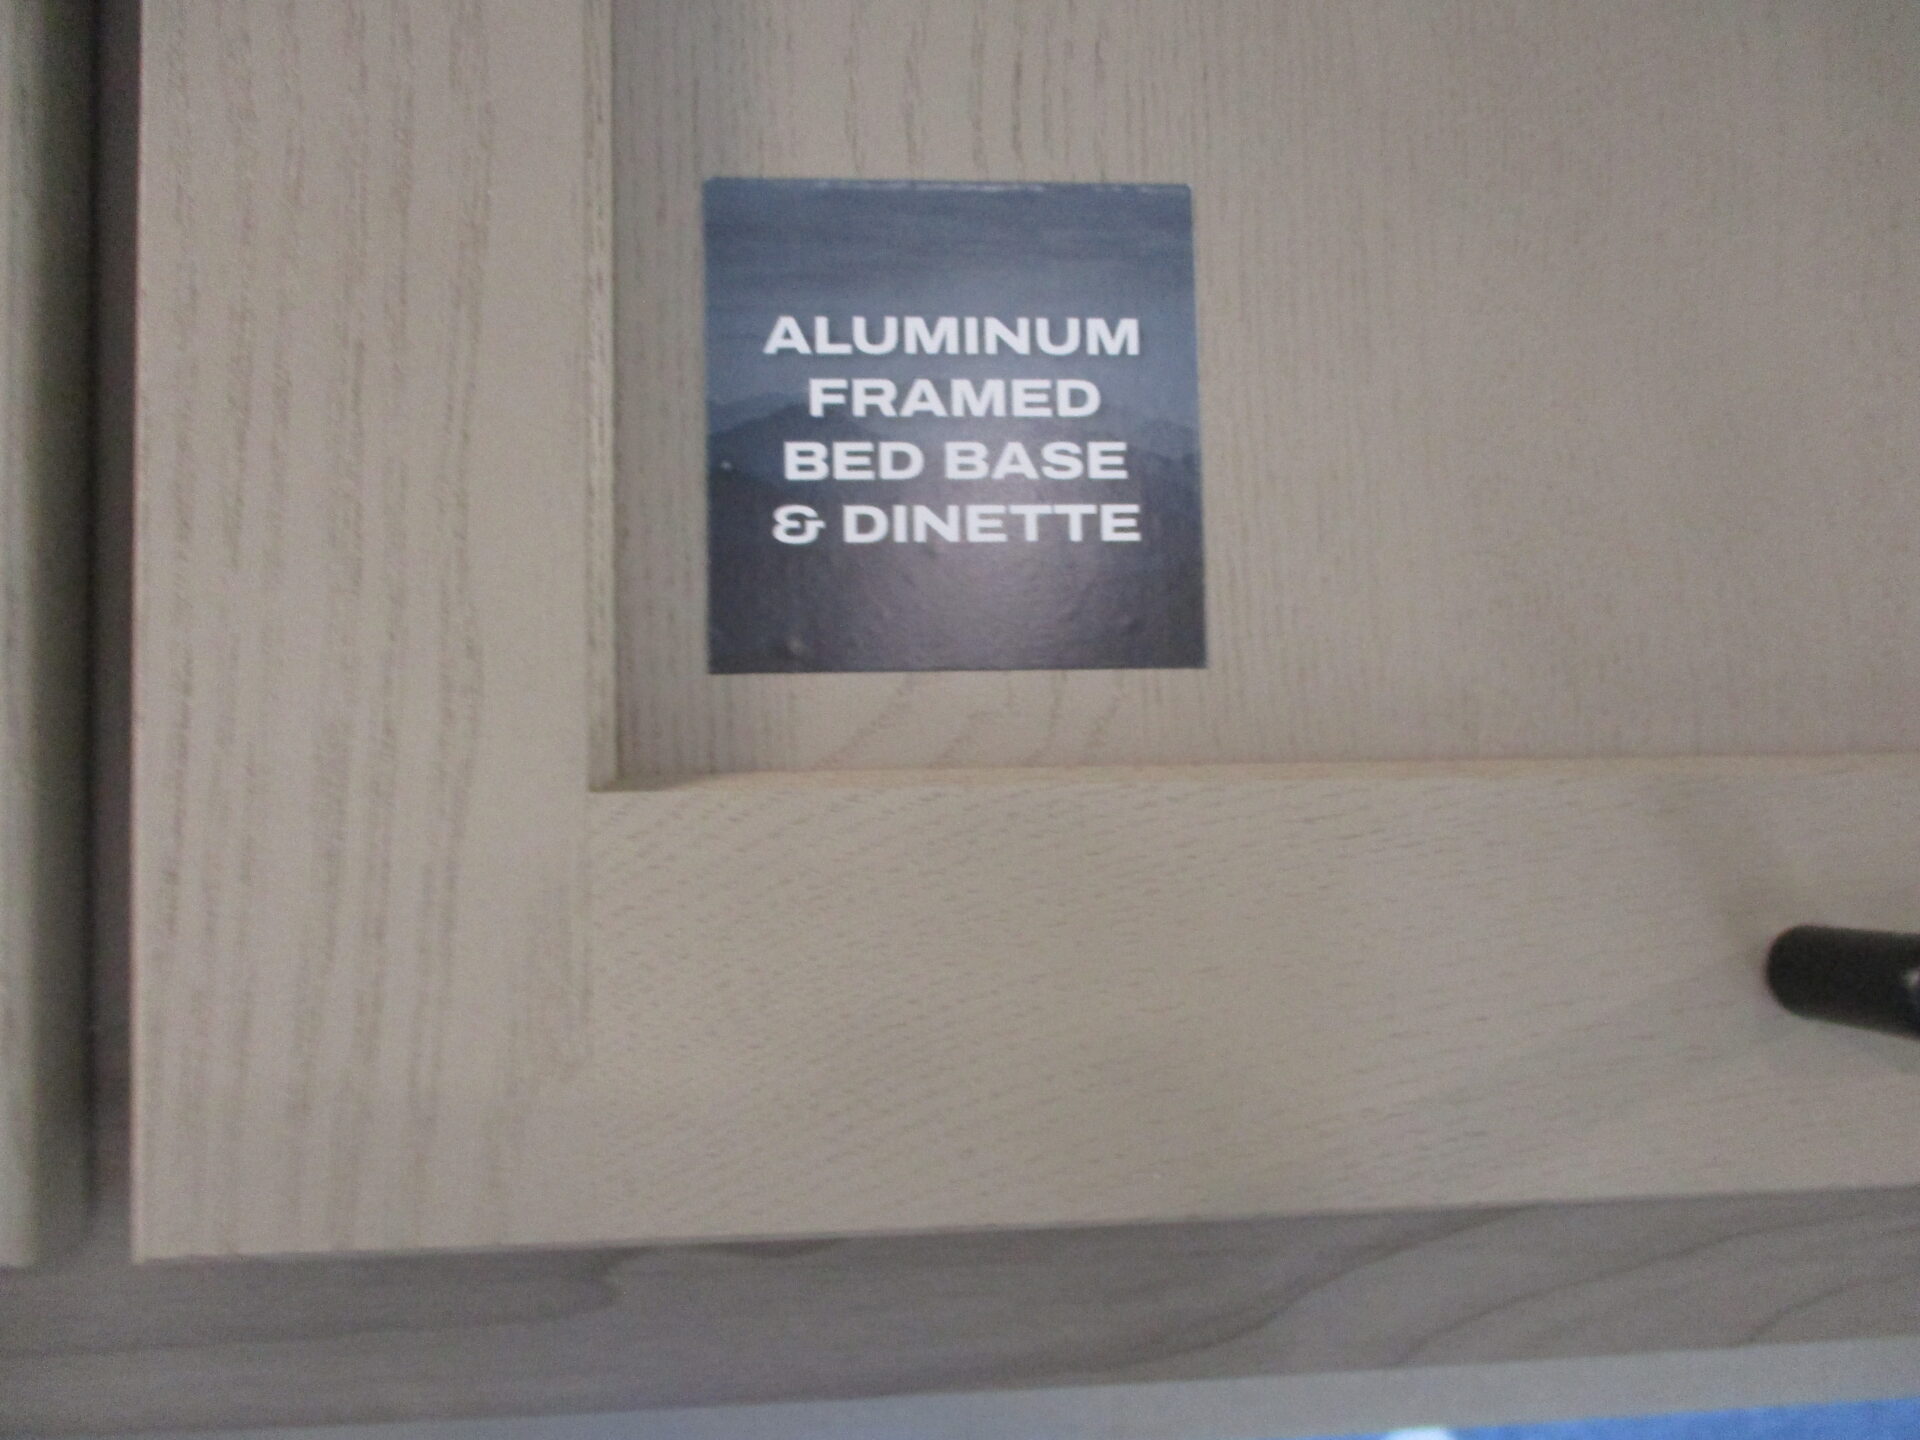 ALUMINUM
FRAMED
BED BASE
& DINETTE